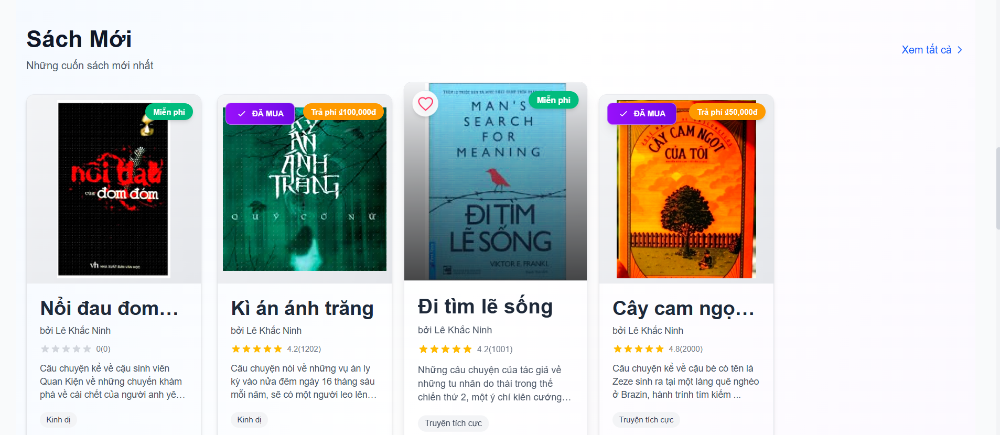 Sách Mới
Những cuốn sách mới nhất
Xem tất cả
Miễn phí
nỗi đau
của đom đóm
vh NHÀ XUẤT BẢN VĂN HỌC
Nổi đau đom...
bởi Lê Khắc Ninh
0(0)
Câu chuyện kể về cậu sinh viên
Quan Kiện về những chuyến khám
phá về cái chết của người anh yê...
Kinh dị
ĐÃ MUA
Trả phí ₫100,000đ
KỲ
ÁN
ÁNH
TRĂNG
QUỶ CỔ NỮ
Kì án ánh trăng
bởi Lê Khắc Ninh
4.2(1202)
Câu chuyện nói về những vụ án ly
kỳ vào nửa đêm ngày 16 tháng sáu
mỗi năm, sẽ có một người leo lên...
Kinh dị
Miễn phí
MAN'S
SEARCH
FOR
MEANING
ĐI TÌM
LẼ SỐNG
VIKTOR E. FRANKL
Đi tìm lẽ sống
bởi Lê Khắc Ninh
4.2(1001)
Những câu chuyện của tác giả về
những tu nhân do thái trong thế
chiến thứ 2, một ý chí kiên cướng...
Truyện tích cực
ĐÃ MUA
Trả phí ₫50,000đ
CÂY CAM NGỌT
CỦA TÔI
Cây cam ngọ...
bởi Lê Khắc Ninh
4.8(2000)
Câu chuyện kể về cậu bé có tên là
Zeze sinh ra tại một làng quê nghèo
ở Brazin, hành trình tìm kiếm ...
Truyện tích cực